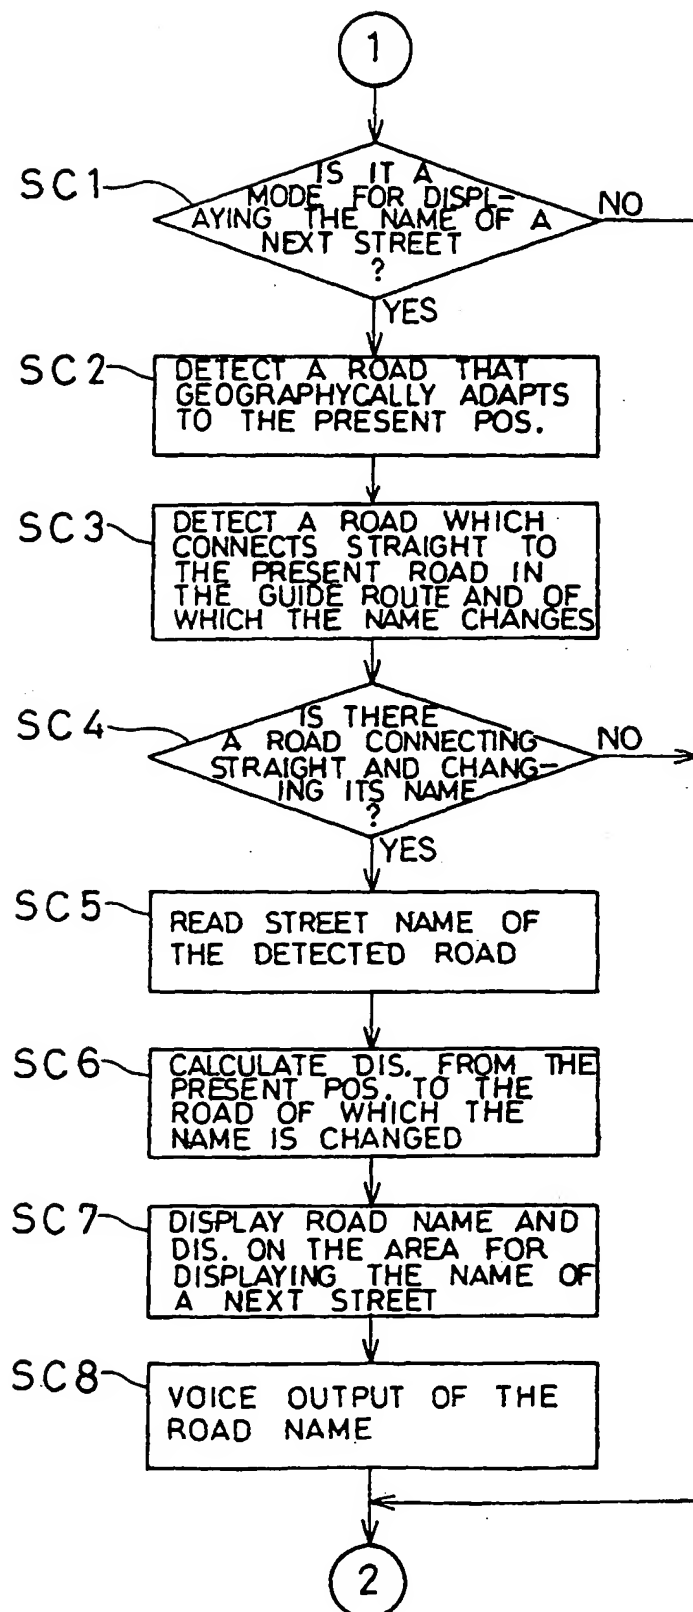 1
SC1
IS IT A
MODE FOR DISPL-
AYING THE NAME OF A
NEXT STREET
?
NO
YES
SC2
DETECT A ROAD THAT
GEOGRAPHYCALLY ADAPTS
TO THE PRESENT POS.
SC3
DETECT A ROAD WHICH
CONNECTS STRAIGHT TO
THE PRESENT ROAD IN
THE GUIDE ROUTE AND OF
WHICH THE NAME CHANGES
SC4
IS THERE
A ROAD CONNECTING
STRAIGHT AND CHANG-
ING ITS NAME
?
NO
YES
SC5
READ STREET NAME OF
THE DETECTED ROAD
SC6
CALCULATE DIS. FROM THE
PRESENT POS. TO THE
ROAD OF WHICH THE
NAME IS CHANGED
SC7
DISPLAY ROAD NAME AND
DIS. ON THE AREA FOR
DISPLAYING THE NAME OF
A NEXT STREET
SC8
VOICE OUTPUT OF THE
ROAD NAME
2